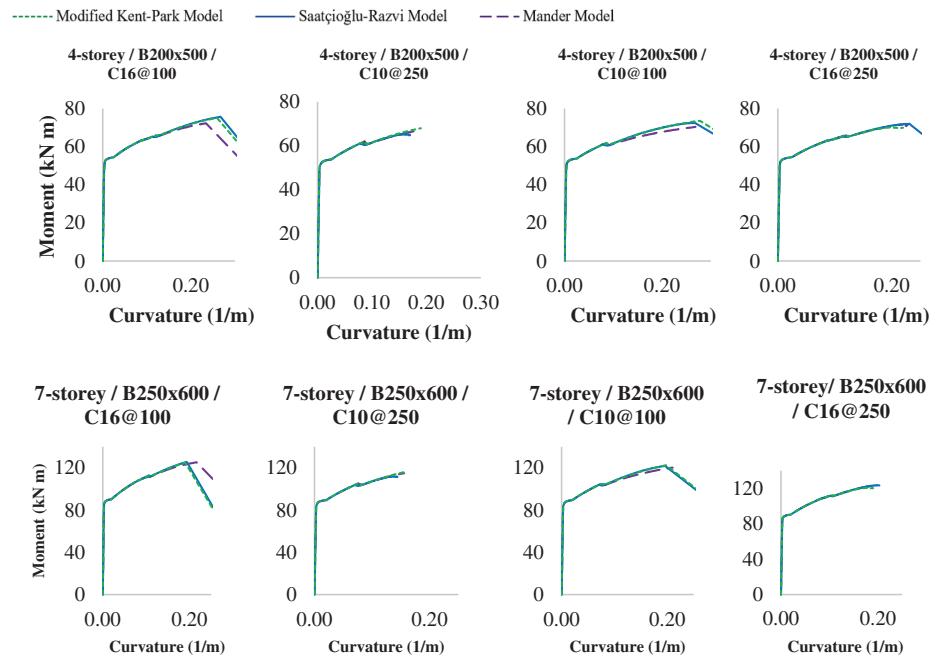 Modified Kent-Park Model Saatçioğlu-Razvi Model Mander Model
4-storey / B200x500 /
C16@100
4-storey / B200x500 /
C10@250
4-storey / B200x500 /
C10@100
4-storey / B200x500 /
C16@250
Moment (kN m)
80
60
40
20
0
0.00 0.20
Curvature (1/m)
80
60
40
20
0
0.00 0.10 0.20 0.30
Curvature (1/m)
80
60
40
20
0
0.00 0.20
Curvature (1/m)
80
60
40
20
0
0.00 0.20
Curvature (1/m)
7-storey / B250x600 /
C16@100
7-storey / B250x600 /
C10@250
7-storey / B250x600
/ C10@100
7-storey/ B250x600
/ C16@250
Moment (kN m)
120
80
40
0
0.00 0.20
Curvature (1/m)
120
80
40
0
0.00 0.20
Curvature (1/m)
120
80
40
0
0.00 0.20
Curvature (1/m)
120
80
40
0
0.00 0.20
Curvature (1/m)